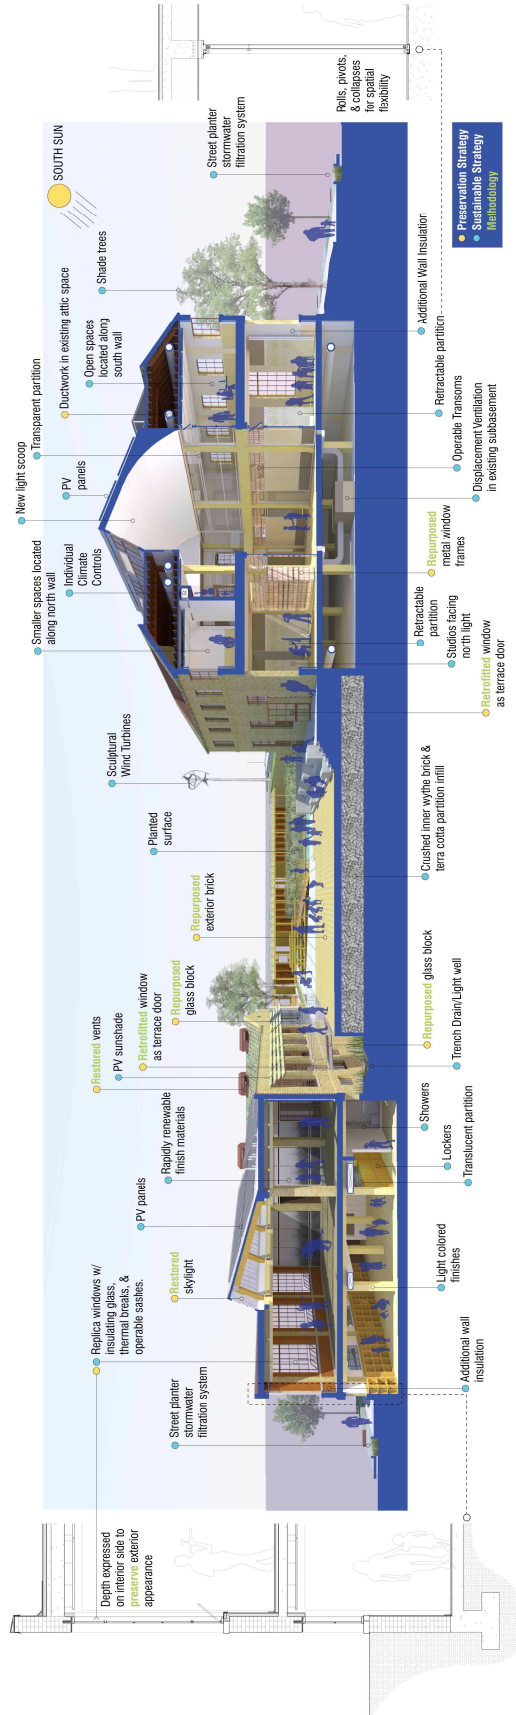 Depth expressed
on interior side to
preserve exterior
appearance
Replica windows w/
insulating glass,
thermal breaks, &
operable sashes.
Street planter
stormwater
filtration system
Restored
skylight
PV panels
Rapidly renewable
finish materials
Restored vents
PV sunshade
Retrofitted window
as terrace door
Repurposed
glass block
Repurposed
exterior brick
Planted
surface
Sculptural
Wind Turbines
Smaller spaces located
along north wall
Individual
Climate
Controls
New light scoop
PV
panels
Transparent partition
Ductwork in existing attic space
Open spaces
located along
south wall
Shade trees
SOUTH SUN
Street planter
stormwater
filtration system
Rolls, pivots,
& collapses
for spatial
flexibility
Additional wall
insulation
Light colored
finishes
Translucent partition
Lockers
Showers
Trench Drain/Light well
Repurposed glass block
Crushed inner wythe brick &
terra cotta partition infill
Retrofitted window
as terrace door
Studios facing
north light
Retractable
partition
Repurposed
metal window
frames
Displacement Ventilation
in existing subbasement
Operable Transoms
Retractable partition
Additional Wall Insulation
Preservation Strategy
Sustainable Strategy
Methodology